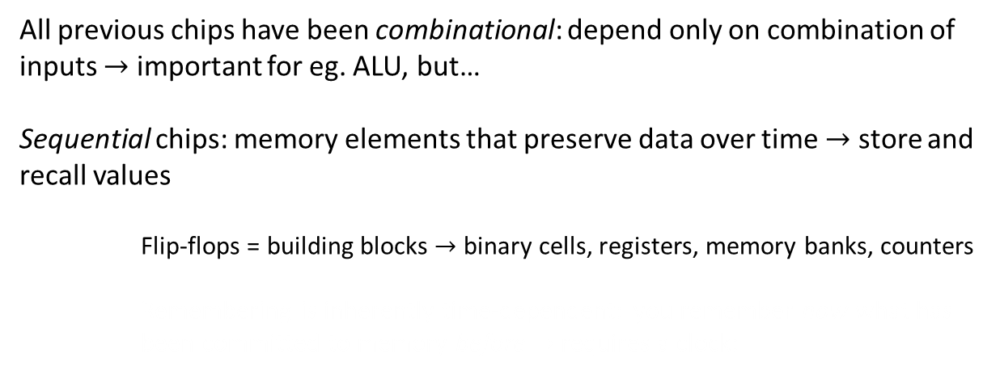 All previous chips have been combinational: depend only on combination of
inputs → important for eg. ALU, but…
Sequential chips: memory elements that preserve data over time → store and
recall values
Flip-flops = building blocks → binary cells, registers, memory banks, counters